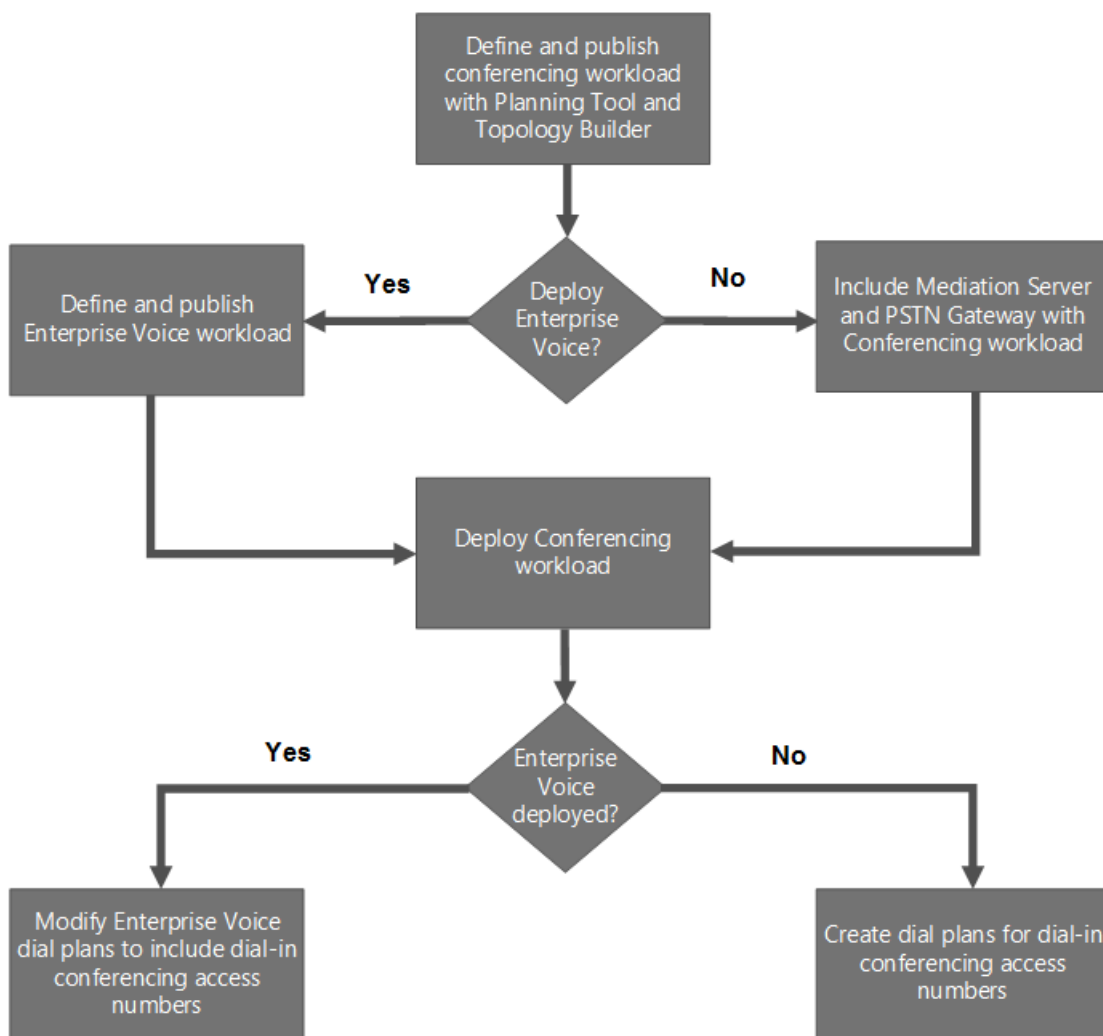 Define and publish
conferencing workload
with Planning Tool and
Topology Builder
Yes
No
Define and publish
Enterprise Voice workload
Deploy
Enterprise
Voice?
Include Mediation Server
and PSTN Gateway with
Conferencing workload
Deploy Conferencing
workload
Yes
No
Enterprise
Voice
deployed?
Modify Enterprise Voice
dial plans to include dial-in
conferencing access
numbers
Create dial plans for dial-in
conferencing access
numbers